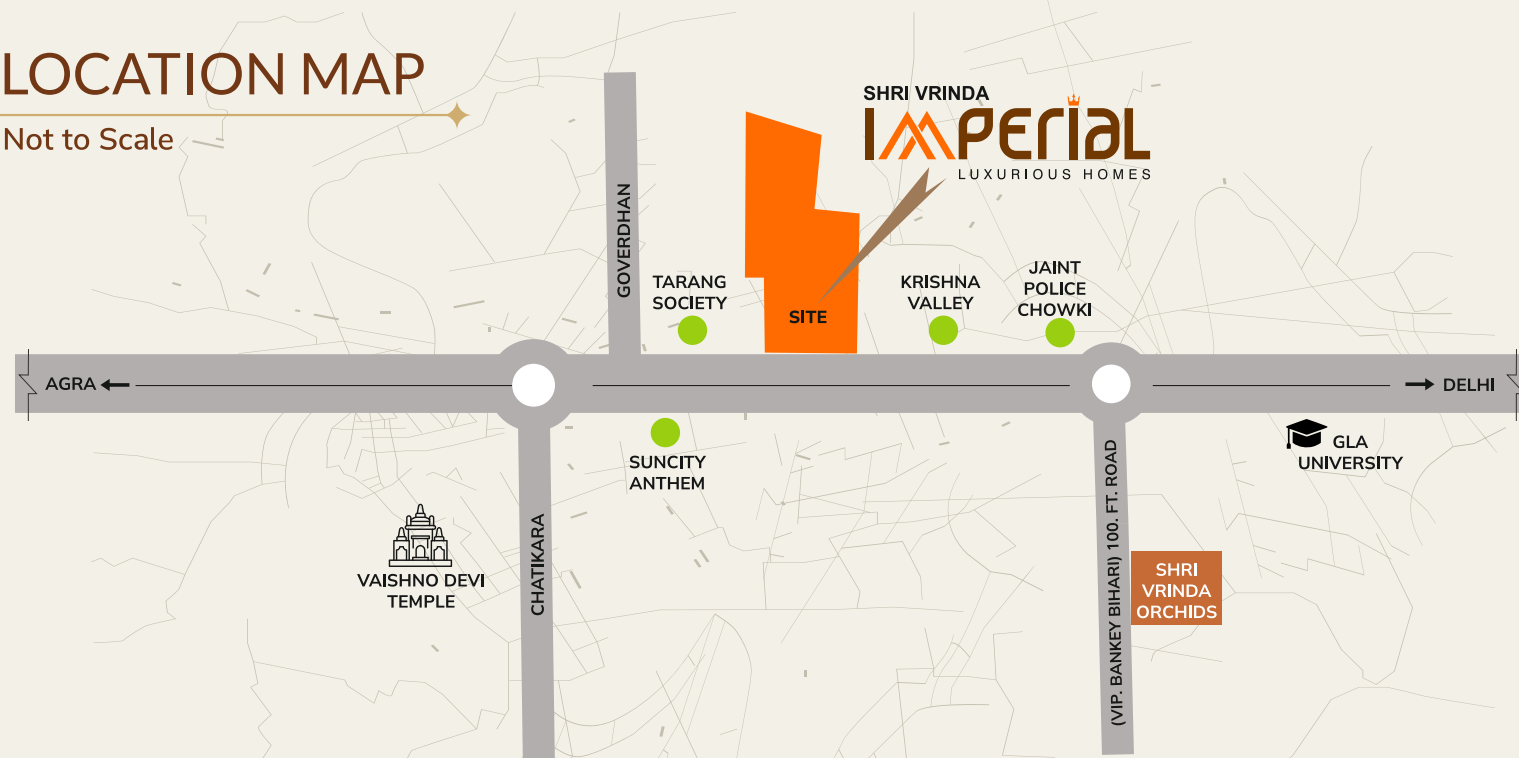 LOCATION MAP
Not to Scale
SHRI VRINDA
IMPERIAL
LUXURIOUS HOMES
GOVERDHAN
TARANG
SOCIETY
SITE
KRISHNA
VALLEY
JAINT
POLICE
CHOWKI
AGRA
DELHI
SUNCITY
ANTHEM
GLA
UNIVERSITY
VAISHNO DEVI
TEMPLE
CHATIKARA
(VIP. BANKEY BIHARI) 100. FT. ROAD
SHRI
VRINDA
ORCHIDS